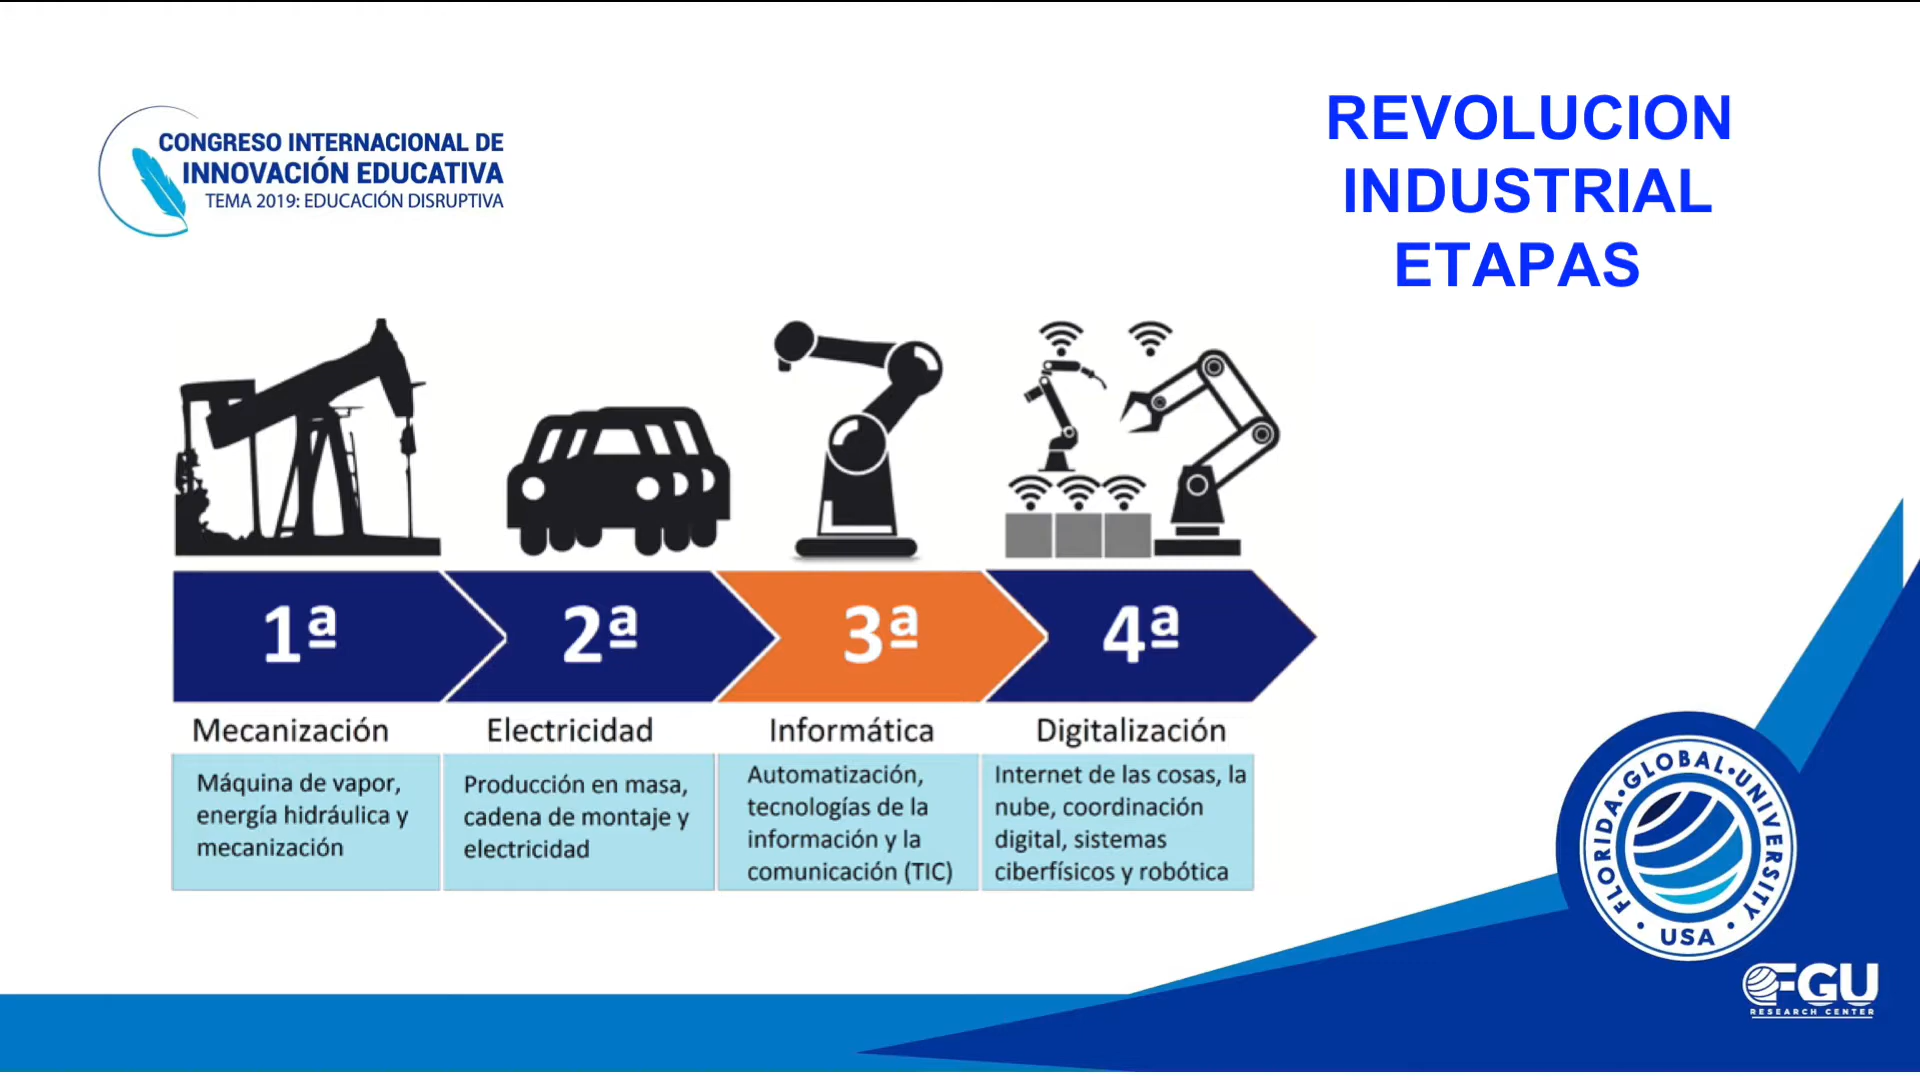 CONGRESO INTERNACIONAL DE
INNOVACIÓN EDUCATIVA
TEMA 2019: EDUCACIÓN DISRUPTIVA
REVOLUCION
INDUSTRIAL
ETAPAS
1ª
2ª
3ª
4ª
Mecanización
Electricidad
Informática
Digitalización
Máquina de vapor,
energía hidráulica y
mecanización
Producción en masa,
cadena de montaje y
electricidad
Automatización,
tecnologías de la
información y la
comunicación (TIC)
Internet de las cosas, la
nube, coordinación
digital, sistemas
ciberfísicos y robótica
FLORIDA • GLOBAL • UNIVERSITY
• USA •
FGU
RESEARCH CENTER